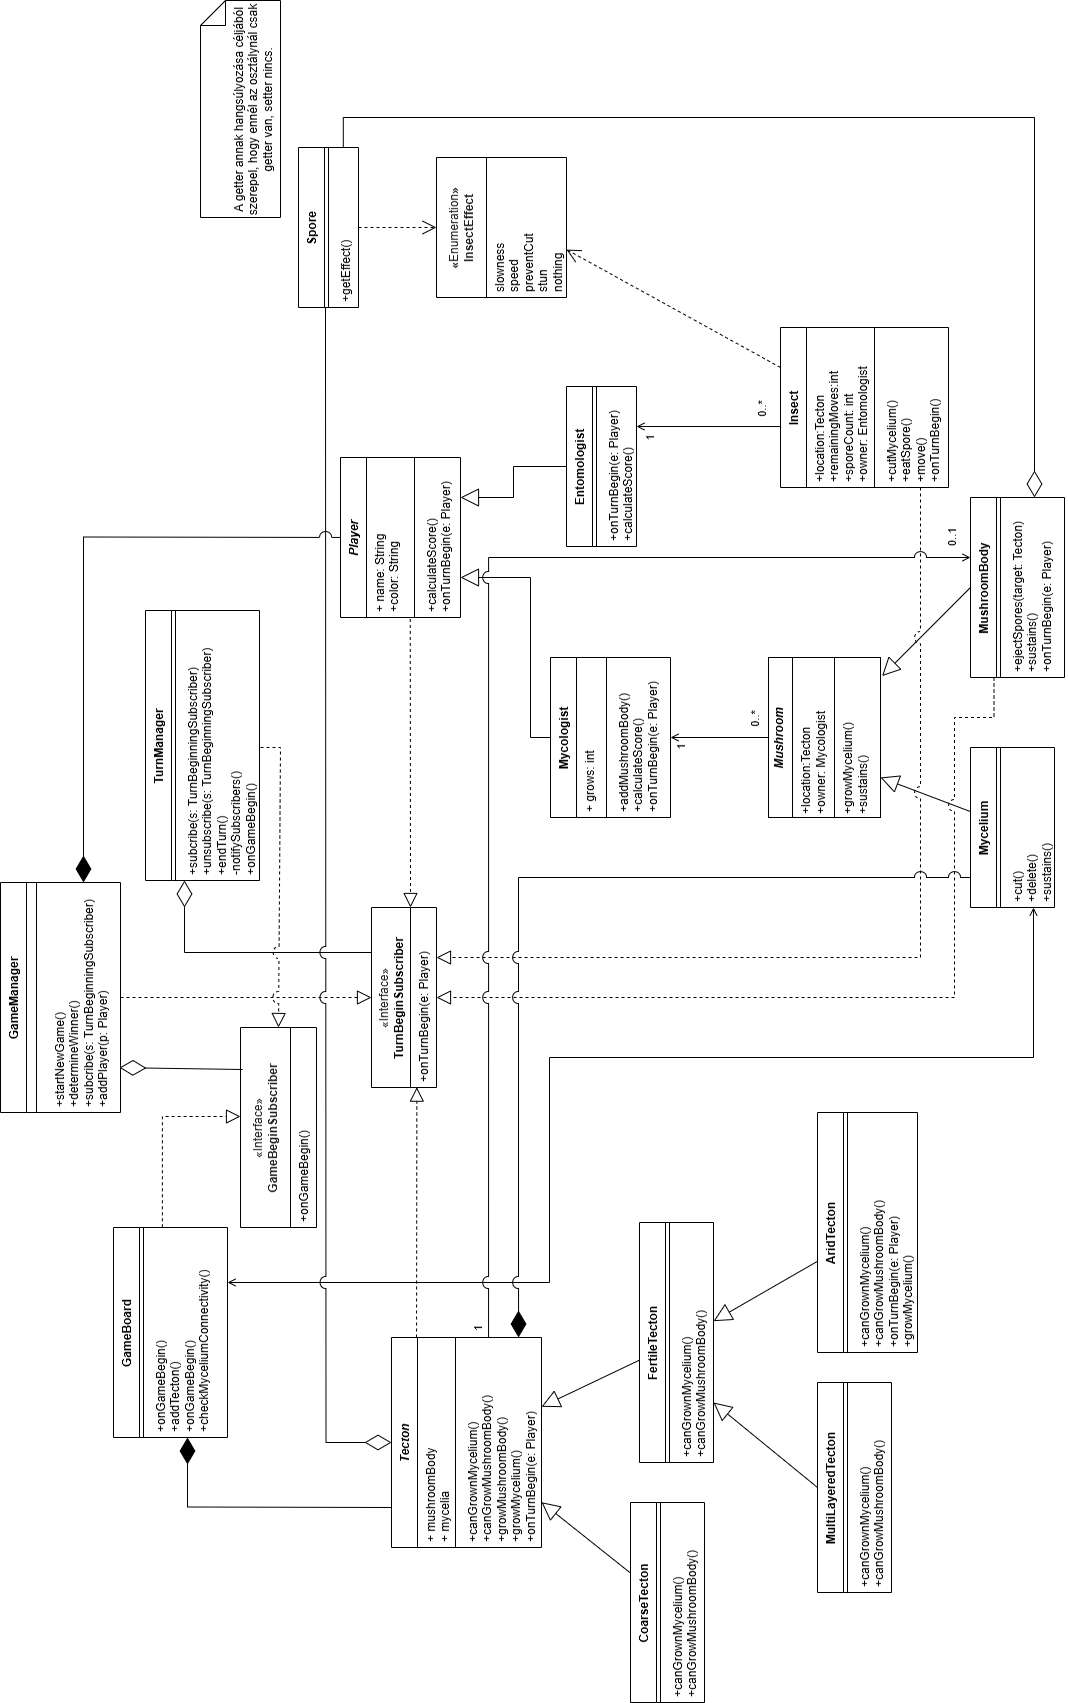 GameManager
+startNewGame()
+determineWinner()
+subcribe(s: TurnBeginningSubscriber)
+addPlayer(p: Player)
GameBoard
+onGameBegin()
+addTecton()
+onGameBegin()
+checkMyceliumConnectivity()
TurnManager
+subcribe(s: TurnBeginningSubscriber)
+unsubscribe(s: TurnBeginningSubscriber)
+endTurn()
-notifySubscribers()
+onGameBegin()
A getter annak hangsúlyozása céljából
szerepel, hogy ennél az osztálynál csak
getter van, setter nincs.
«Interface»
GameBeginSubscriber
+onGameBegin()
Spore
+getEffect()
Player
+ name: String
+color: String
+calculateScore()
+onTurnBegin(e: Player)
«Interface»
TurnBeginSubscriber
+onTurnBegin(e: Player)
Tecton
+ mushroomBody
+ mycelia
+canGrownMycelium()
+canGrowMushroomBody()
+growMushroomBody()
+growMycelium()
+onTurnBegin(e: Player)
1
«Enumeration»
InsectEffect
slowness
speed
preventCut
stun
nothing
Mycologist
+ grows: int
+addMushroomBody()
+calculateScore()
+onTurnBegin(e: Player)
1
Entomologist
+onTurnBegin(e: Player)
+calculateScore()
1
CoarseTecton
+canGrownMycelium()
+canGrowMushroomBody()
FertileTecton
+canGrownMycelium()
+canGrowMushroomBody()
0..*
Mushroom
+location:Tecton
+owner: Mycologist
+growMycelium()
+sustains()
0..*
Insect
+location:Tecton
+remainingMoves:int
+sporeCount: int
+owner: Entomologist
+cutMycelium()
+eatSpore()
+move()
+onTurnBegin()
MultiLayeredTecton
+canGrownMycelium()
+canGrowMushroomBody()
AridTecton
+canGrownMycelium()
+canGrowMushroomBody()
+onTurnBegin(e: Player)
+growMycelium()
Mycelium
+cut()
+delete()
+sustains()
0..1
MushroomBody
+ejectSpores(target: Tecton)
+sustains()
+onTurnBegin(e: Player)